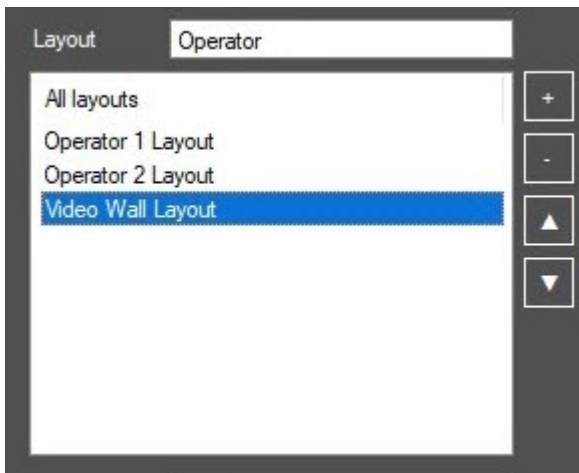 Layout Operator
All layouts +
Operator 1 Layout
Operator 2 Layout -
Video Wall Layout ▲
▼